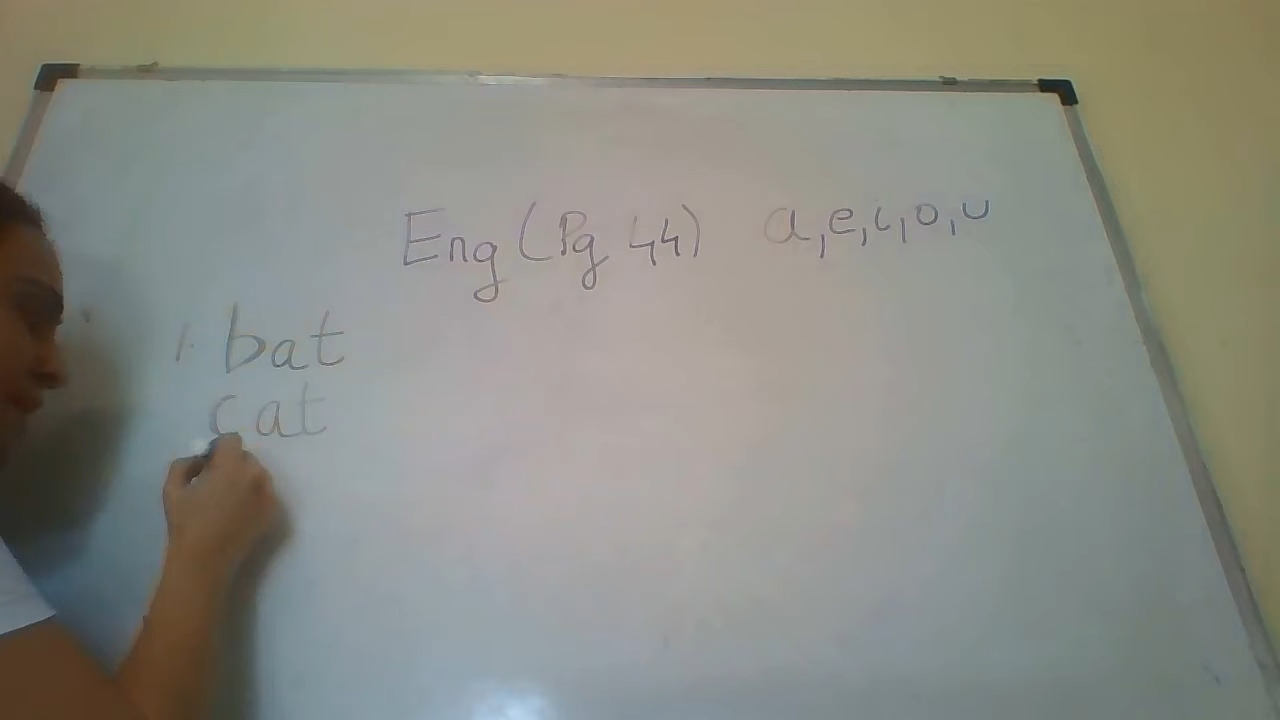 Eng (Pg 44) a, e, i, o, u
1. bat
cat